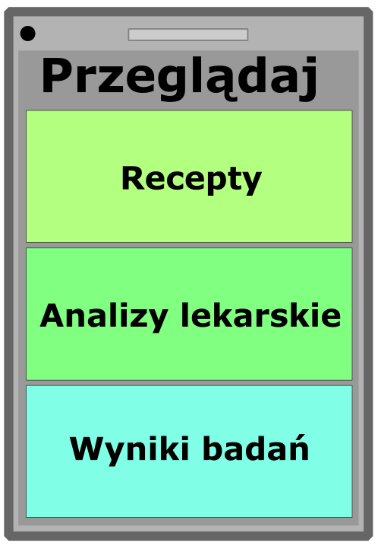 Przeglądaj
Recepty
Analizy lekarskie
Wyniki badań